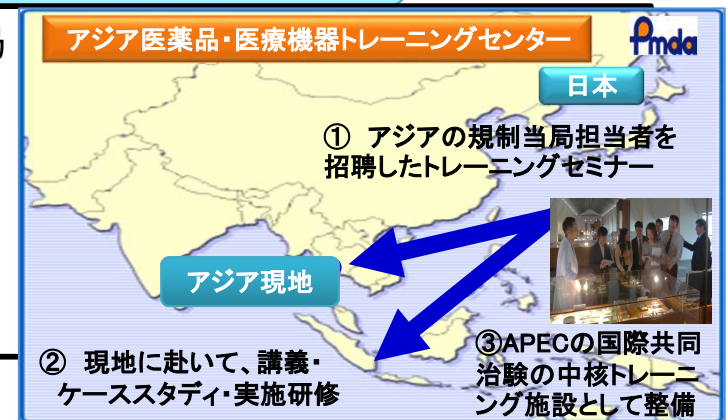 アジア医薬品・医療機器トレーニングセンター
Pmda
日本
① アジアの規制当局担当者を
招聘したトレーニングセミナー
アジア現地
② 現地に赴いて、講義・
ケーススタディ・実施研修
③APECの国際共同
治験の中核トレーニ
ング施設として整備